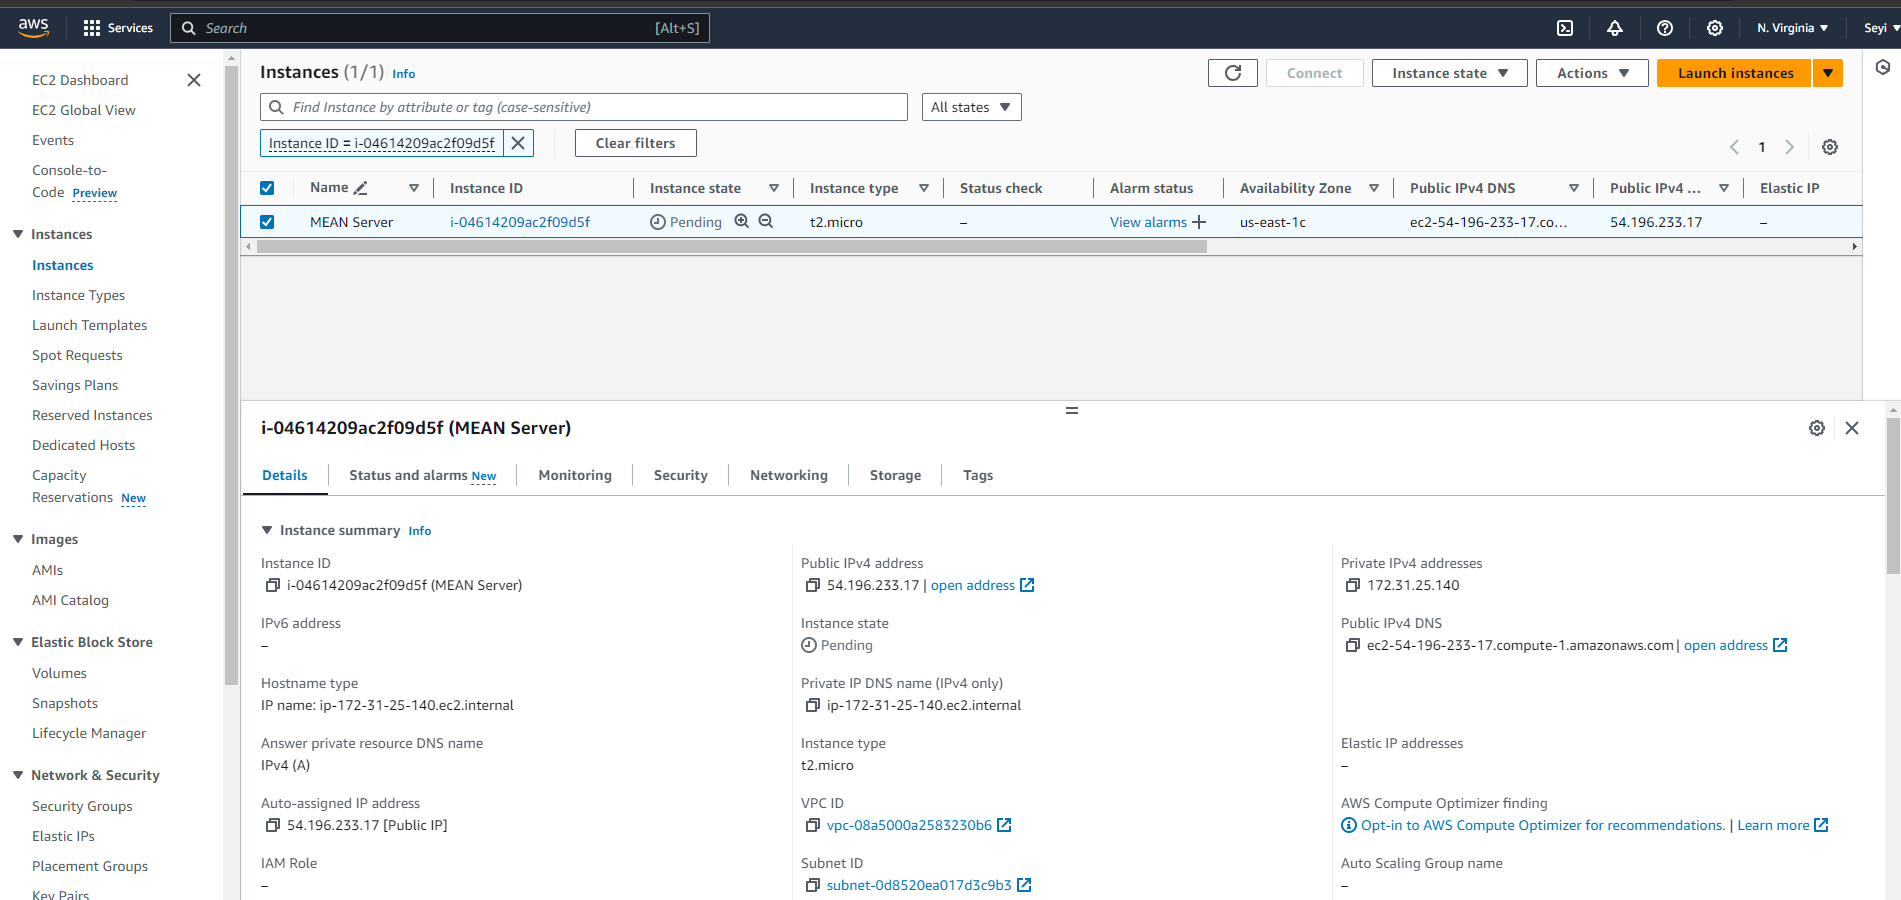 aws
Services
Search
[Alt+S]
N. Virginia
Seyi
EC2 Dashboard
EC2 Global View
Events
Console-to-
Code Preview
Instances
Instances
Instance Types
Launch Templates
Spot Requests
Savings Plans
Reserved Instances
Dedicated Hosts
Capacity
Reservations New
Images
AMIs
AMI Catalog
Elastic Block Store
Volumes
Snapshots
Lifecycle Manager
Network & Security
Security Groups
Elastic IPs
Placement Groups
Key Pairs
Instances (1/1) Info
Connect
Instance state
Actions
Launch instances
Find Instance by attribute or tag (case-sensitive)
All states
Instance ID = i-04614209ac2f09d5f
Clear filters
1
Name Instance ID Instance state Instance type Status check Alarm status Availability Zone Public IPv4 DNS Public IPv4 ... Elastic IP
MEAN Server i-04614209ac2f09d5f Pending t2.micro – View alarms + us-east-1c ec2-54-196-233-17.co... 54.196.233.17 –
i-04614209ac2f09d5f (MEAN Server)
Details Status and alarms New Monitoring Security Networking Storage Tags
Instance summary Info
Instance ID
i-04614209ac2f09d5f (MEAN Server)
Public IPv4 address
54.196.233.17 | open address
Private IPv4 addresses
172.31.25.140
IPv6 address
–
Instance state
Pending
Public IPv4 DNS
ec2-54-196-233-17.compute-1.amazonaws.com | open address
Hostname type
IP name: ip-172-31-25-140.ec2.internal
Private IP DNS name (IPv4 only)
ip-172-31-25-140.ec2.internal
Answer private resource DNS name
IPv4 (A)
Instance type
t2.micro
Elastic IP addresses
–
Auto-assigned IP address
54.196.233.17 [Public IP]
VPC ID
vpc-08a5000a2583230b6
AWS Compute Optimizer finding
Opt-in to AWS Compute Optimizer for recommendations. | Learn more
IAM Role
–
Subnet ID
subnet-0d8520ea017d3c9b3
Auto Scaling Group name
–